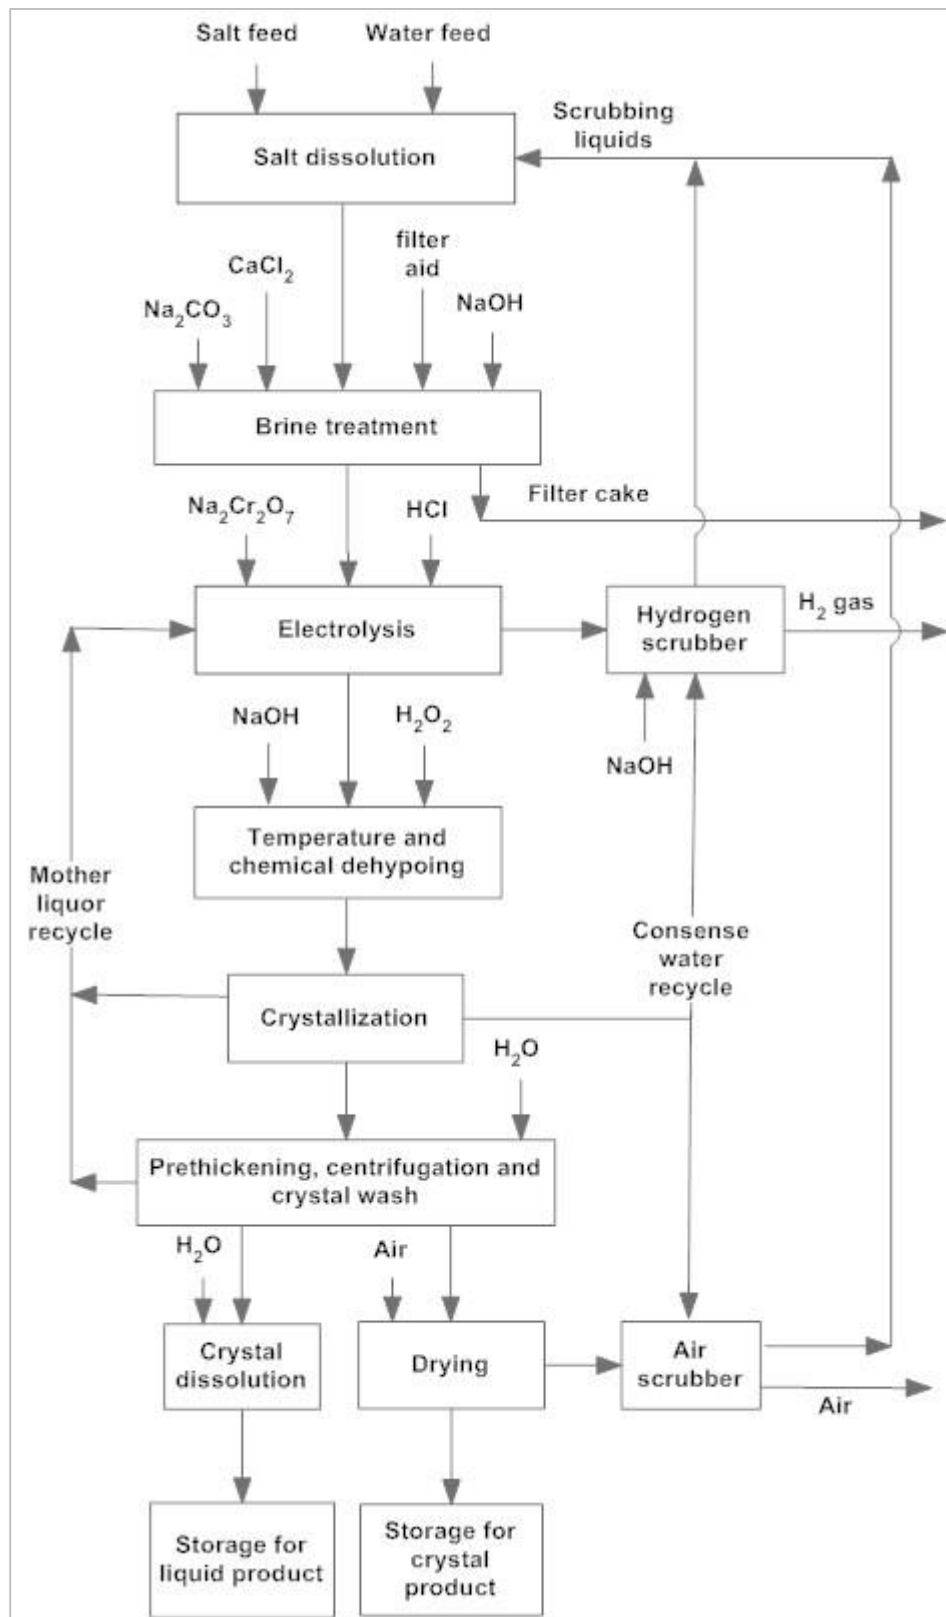 Salt feed
Water feed
Scrubbing
liquids
Salt dissolution
filter
aid
CaCl₂
Na₂CO₃
NaOH
Brine treatment
Filter cake
Na₂Cr₂O₇
HCl
H₂ gas
Electrolysis
Hydrogen
scrubber
NaOH
H₂O₂
NaOH
Temperature and
chemical dehypoing
Mother
liquor
recycle
Consense
water
recycle
Crystallization
H₂O
Prethickening, centrifugation and
crystal wash
H₂O
Air
Crystal
dissolution
Drying
Air
scrubber
Air
Storage for
liquid product
Storage for
crystal
product